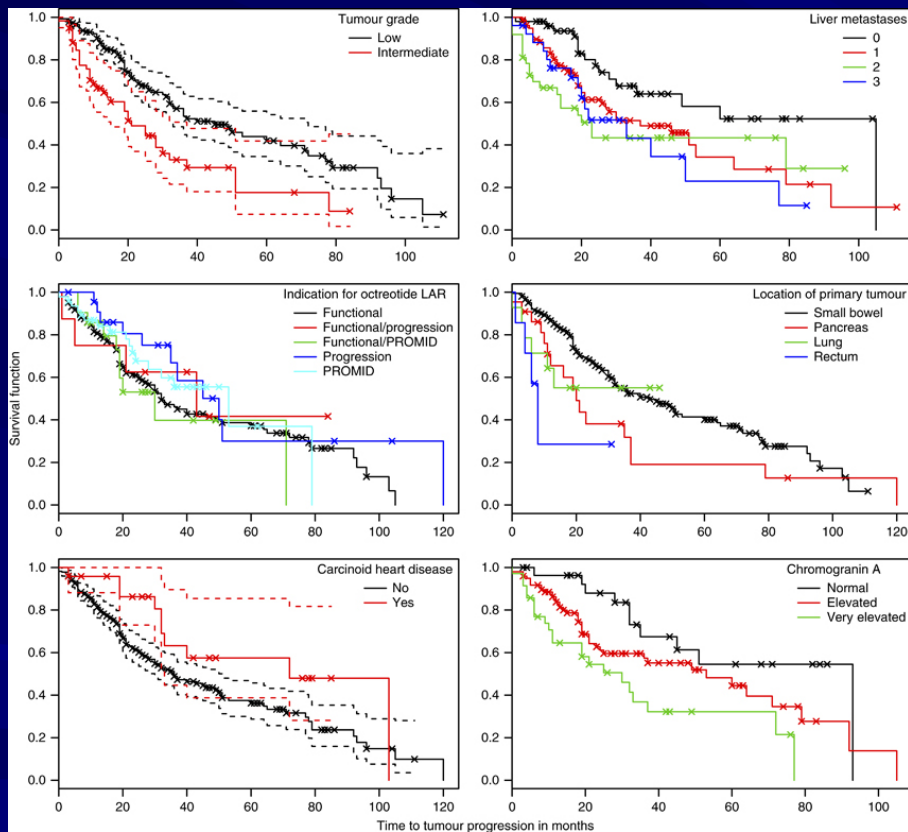 Tumour grade
Low
Intermediate
1.0
0.8
0.6
0.4
0.2
0.0
0 20 40 60 80 100 120
Liver metastases
0
1
2
3
1.0
0.8
0.6
0.4
0.2
0.0
0 20 40 60 80 100
Survival function
Indication for octreotide LAR
Functional
Functional/progression
Functional/PROMID
Progression
PROMID
1.0
0.8
0.6
0.4
0.2
0.0
0 20 40 60 80 100 120
Location of primary tumour
Small bowel
Pancreas
Lung
Rectum
1.0
0.8
0.6
0.4
0.2
0.0
0 20 40 60 80 100 120
Carcinoid heart disease
No
Yes
1.0
0.8
0.6
0.4
0.2
0.0
0 20 40 60 80 100 120
Chromogranin A
Normal
Elevated
Very elevated
1.0
0.8
0.6
0.4
0.2
0.0
0 20 40 60 80 100
Time to tumour progression in months